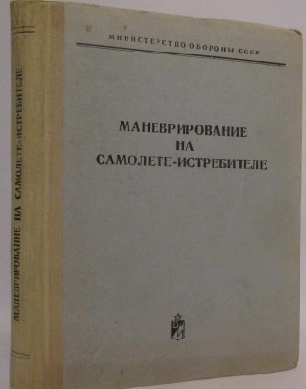 МИНИСТЕРСТВО ОБОРОНЫ СССР
МАНЕВРИРОВАНИЕ
НА
САМОЛЕТЕ-ИСТРЕБИТЕЛЕ
МАНЕВРИРОВАНИЕ НА САМОЛЕТЕ-ИСТРЕБИТЕЛЕ